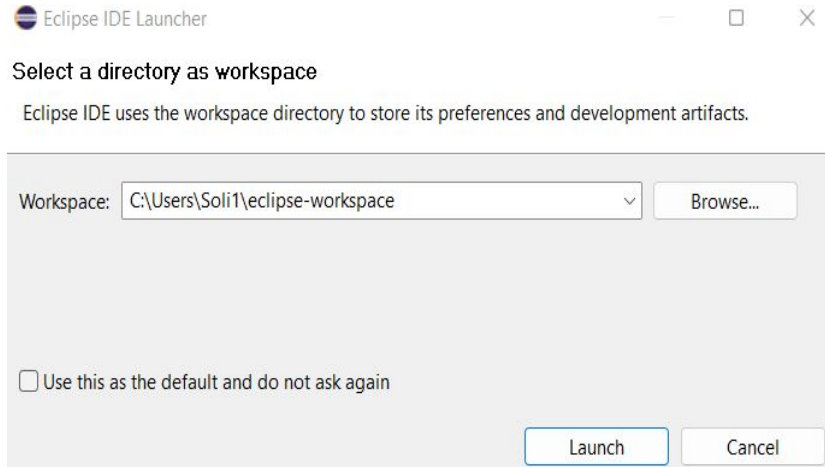 Eclipse IDE Launcher
Select a directory as workspace
Eclipse IDE uses the workspace directory to store its preferences and development artifacts.
Workspace: C:\Users\Soli1\eclipse-workspace Browse...
Use this as the default and do not ask again
Launch Cancel